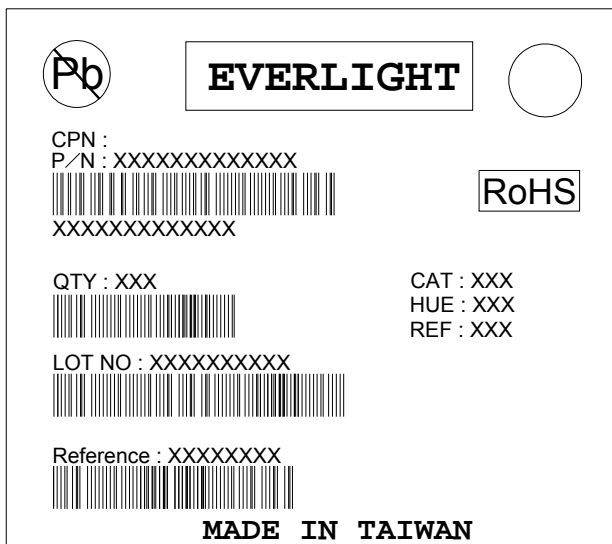 Pb
EVERLIGHT
CPN :
P/N : XXXXXXXXXXXXX
RoHS
XXXXXXXXXXXXX
QTY : XXX
CAT : XXX
HUE : XXX
REF : XXX
LOT NO : XXXXXXXXXX
Reference : XXXXXXXX
MADE IN TAIWAN